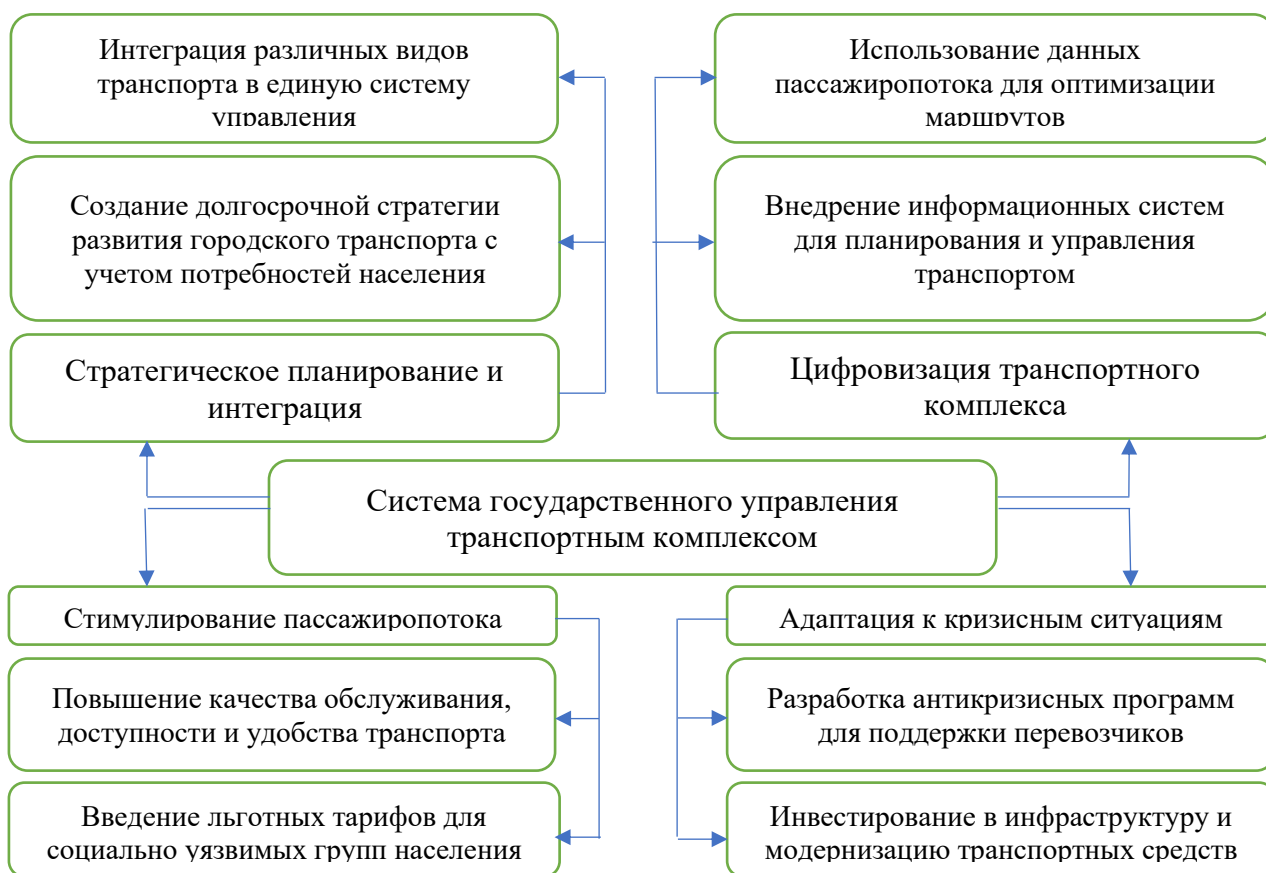 Интеграция различных видов
транспорта в единую систему
управления
Использование данных
пассажиропотока для оптимизации
маршрутов
Создание долгосрочной стратегии
развития городского транспорта с
учетом потребностей населения
Внедрение информационных систем
для планирования и управления
транспортом
Стратегическое планирование и
интеграция
Цифровизация транспортного
комплекса
Система государственного управления
транспортным комплексом
Стимулирование пассажиропотока
Адаптация к кризисным ситуациям
Повышение качества обслуживания,
доступности и удобства транспорта
Разработка антикризисных программ
для поддержки перевозчиков
Введение льготных тарифов для
социально уязвимых групп населения
Инвестирование в инфраструктуру и
модернизацию транспортных средств